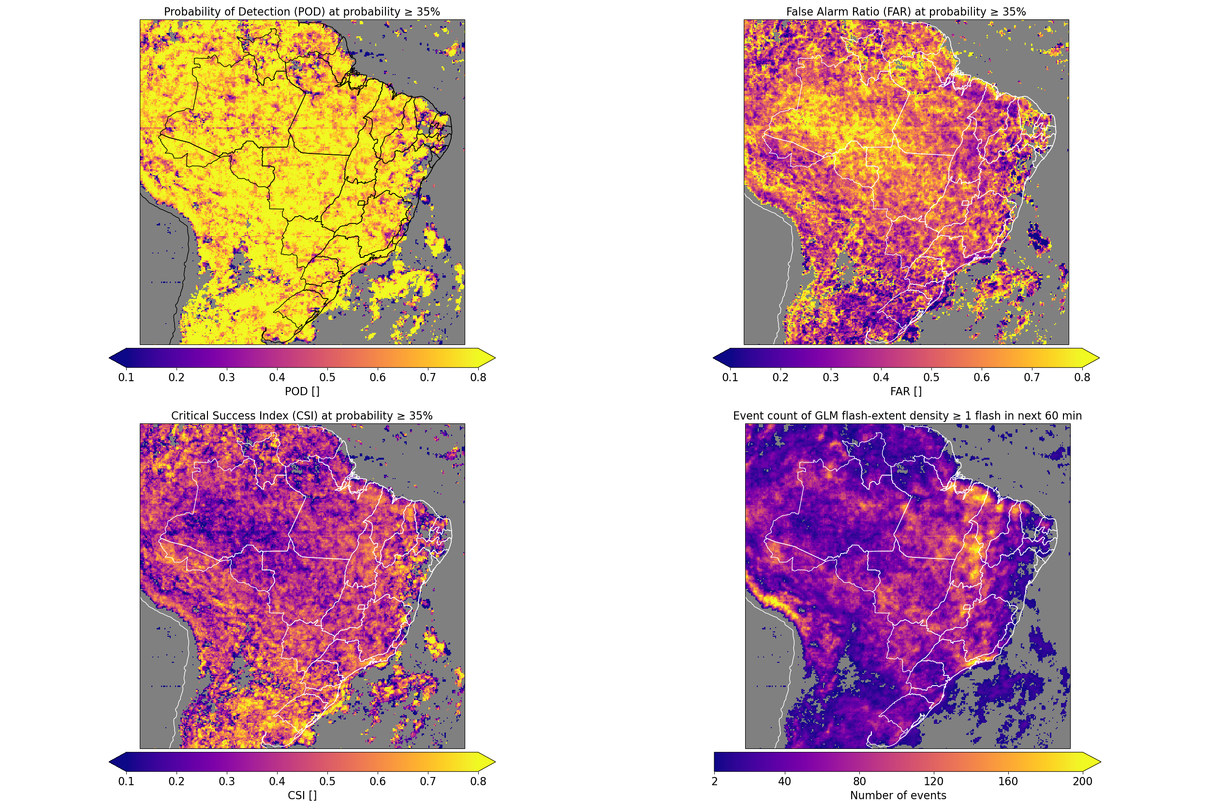 Probability of Detection (POD) at probability ≥ 35%
0.1 0.2 0.3 0.4 0.5 0.6 0.7 0.8
POD []
False Alarm Ratio (FAR) at probability ≥ 35%
0.1 0.2 0.3 0.4 0.5 0.6 0.7 0.8
FAR []
Critical Success Index (CSI) at probability ≥ 35%
0.1 0.2 0.3 0.4 0.5 0.6 0.7 0.8
CSI []
Event count of GLM flash-extent density ≥ 1 flash in next 60 min
2 40 80 120 160 200
Number of events